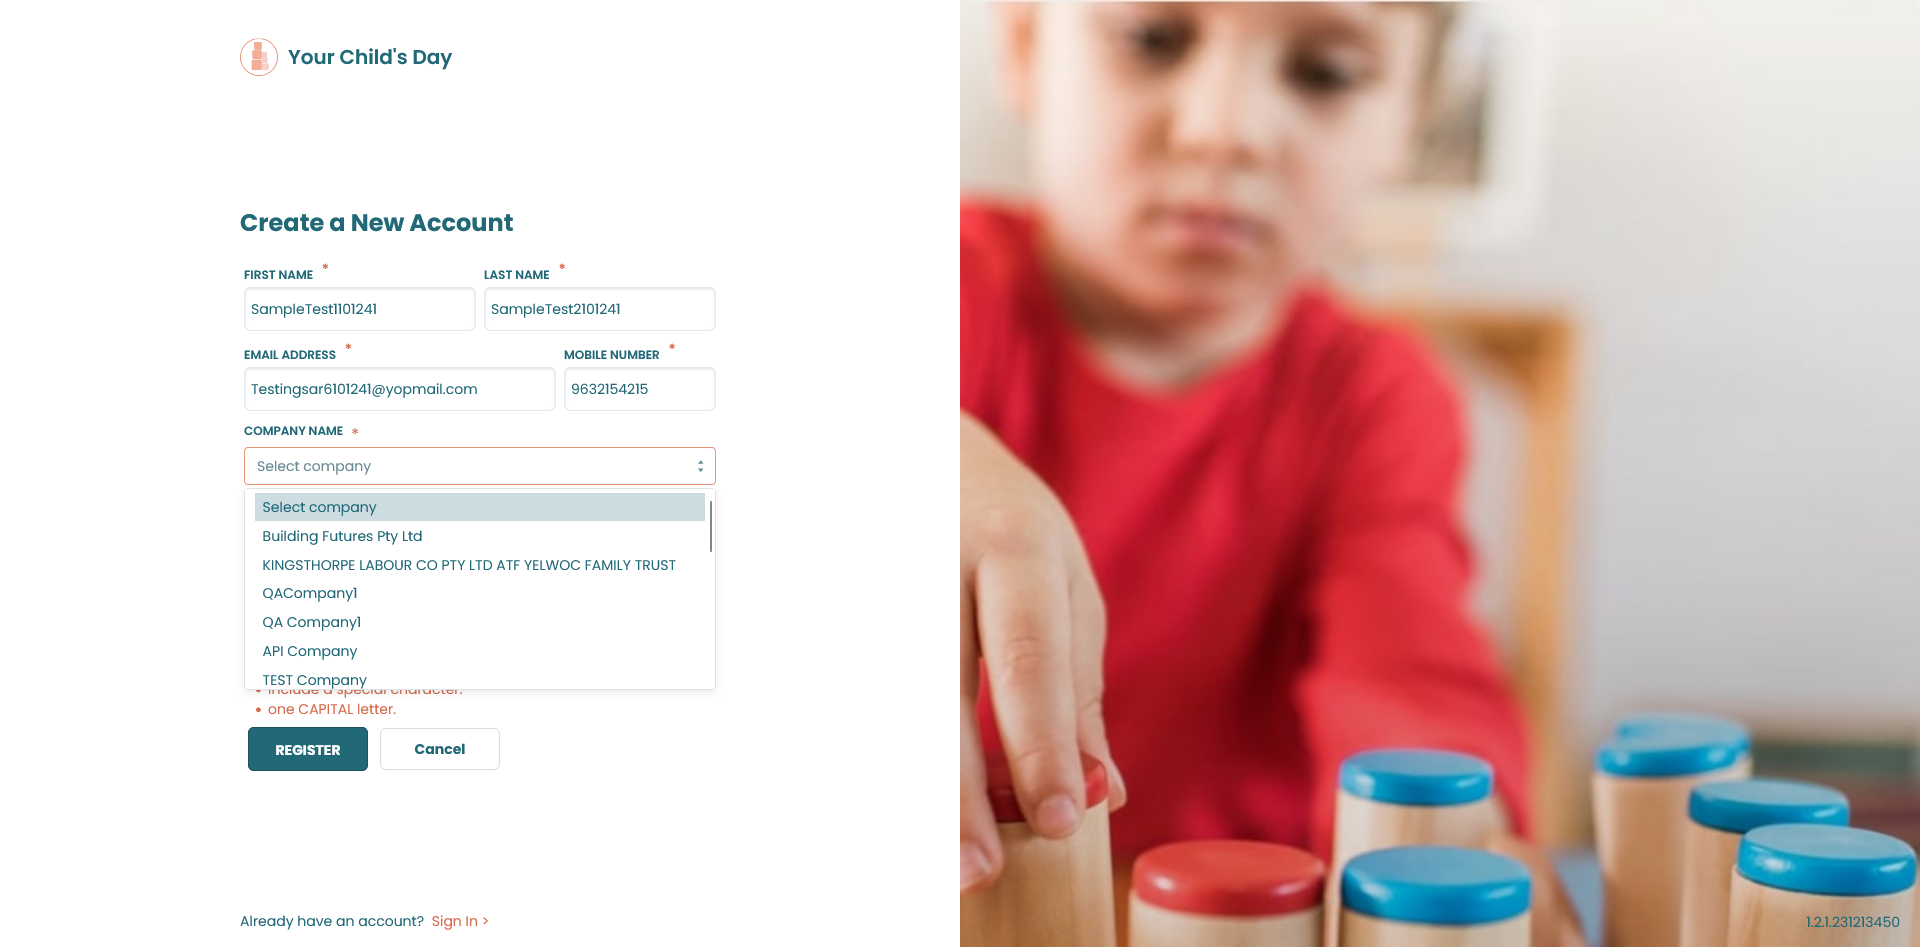 Your Child's Day
Create a New Account
FIRST NAME *
LAST NAME *
SampleTest1101241
SampleTest2101241
EMAIL ADDRESS *
MOBILE NUMBER *
Testingsar6101241@yopmail.com
9632154215
COMPANY NAME *
Select company
Select company
Building Futures Pty Ltd
KINGSTHORPE LABOUR CO PTY LTD ATF YELWOC FAMILY TRUST
QACompany1
QA Company1
API Company
TEST Company
• include a special character.
• one CAPITAL letter.
REGISTER
Cancel
Already have an account? Sign In >
1.2.1.231213450